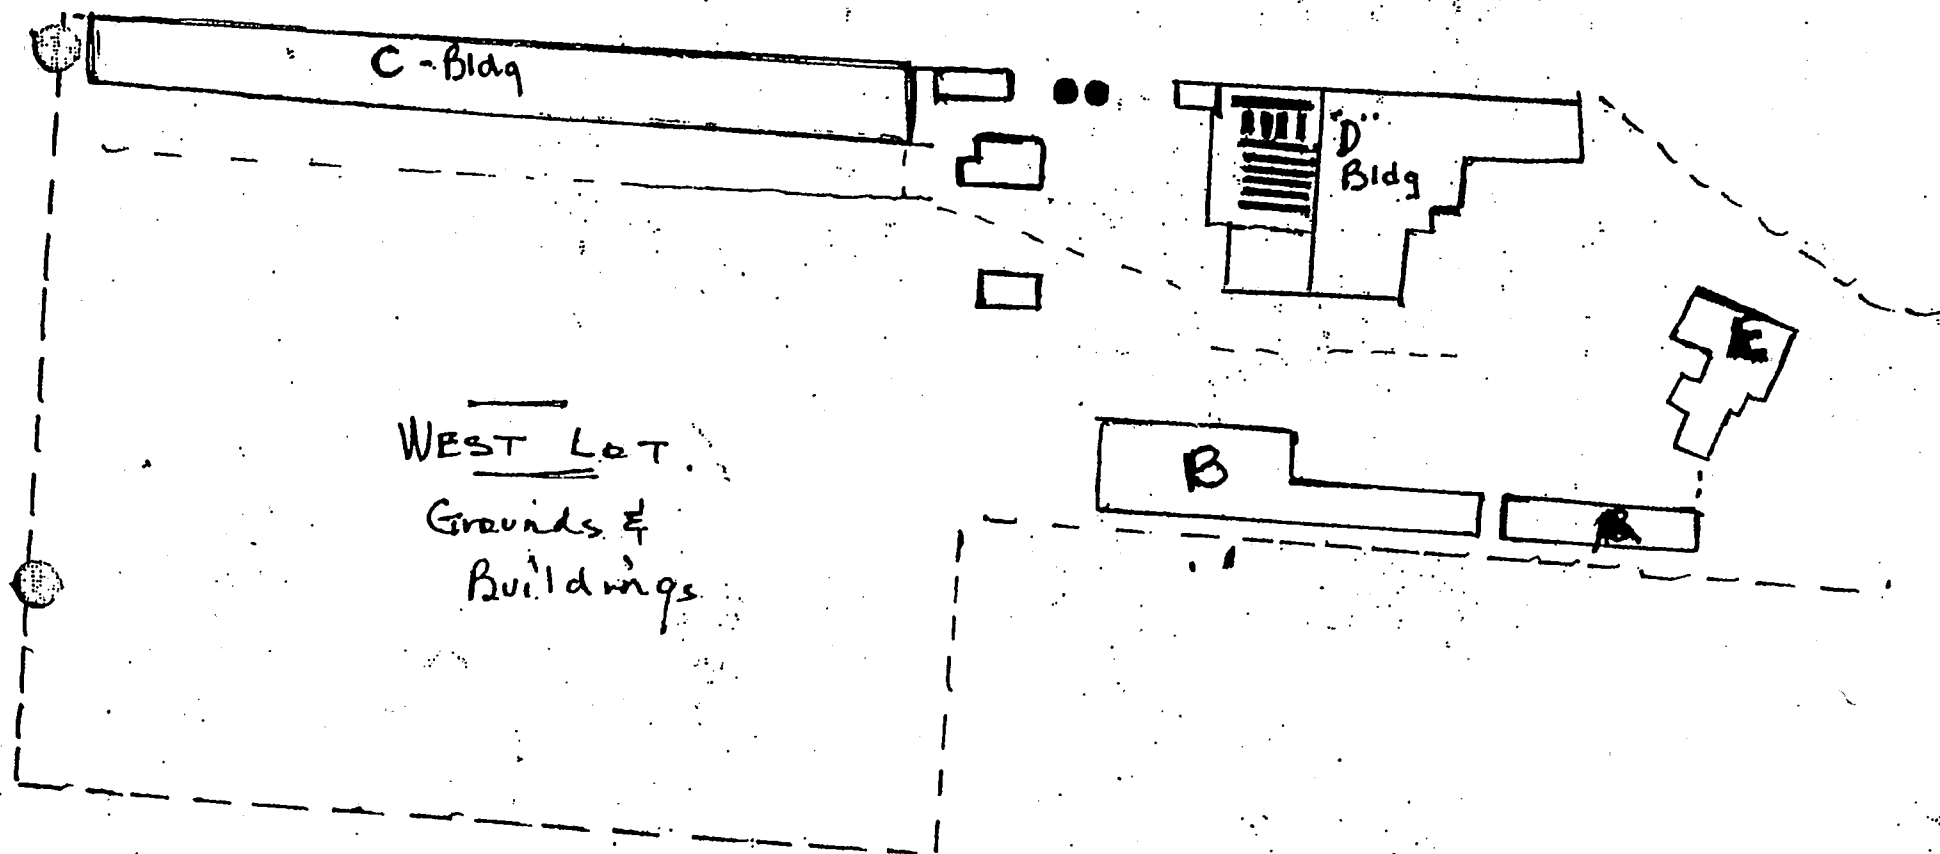 C - Bldg
"D"
Bldg
E
WEST LOT.
B
Grounds &
Buildings